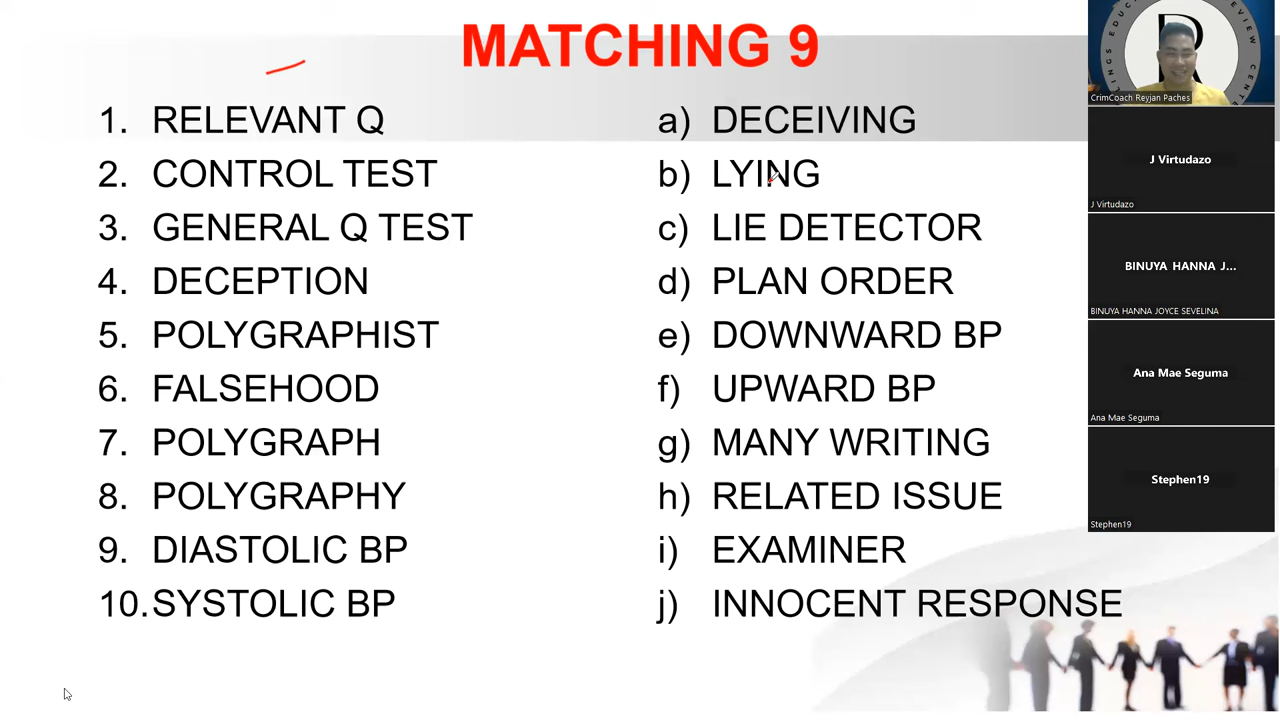 MATCHING 9
1. RELEVANT Q
2. CONTROL TEST
3. GENERAL Q TEST
4. DECEPTION
5. POLYGRAPHIST
6. FALSEHOOD
7. POLYGRAPH
8. POLYGRAPHY
9. DIASTOLIC BP
10. SYSTOLIC BP
a) DECEIVING
b) LYING
c) LIE DETECTOR
d) PLAN ORDER
e) DOWNWARD BP
f) UPWARD BP
g) MANY WRITING
h) RELATED ISSUE
i) EXAMINER
j) INNOCENT RESPONSE
R
CrimCoach Reyjan Paches
J Virtudazo
J Virtudazo
BINUYA HANNA J...
BINUYA HANNA JOYCE SEVELINA
Ana Mae Seguma
Ana Mae Seguma
Stephen19
Stephen19